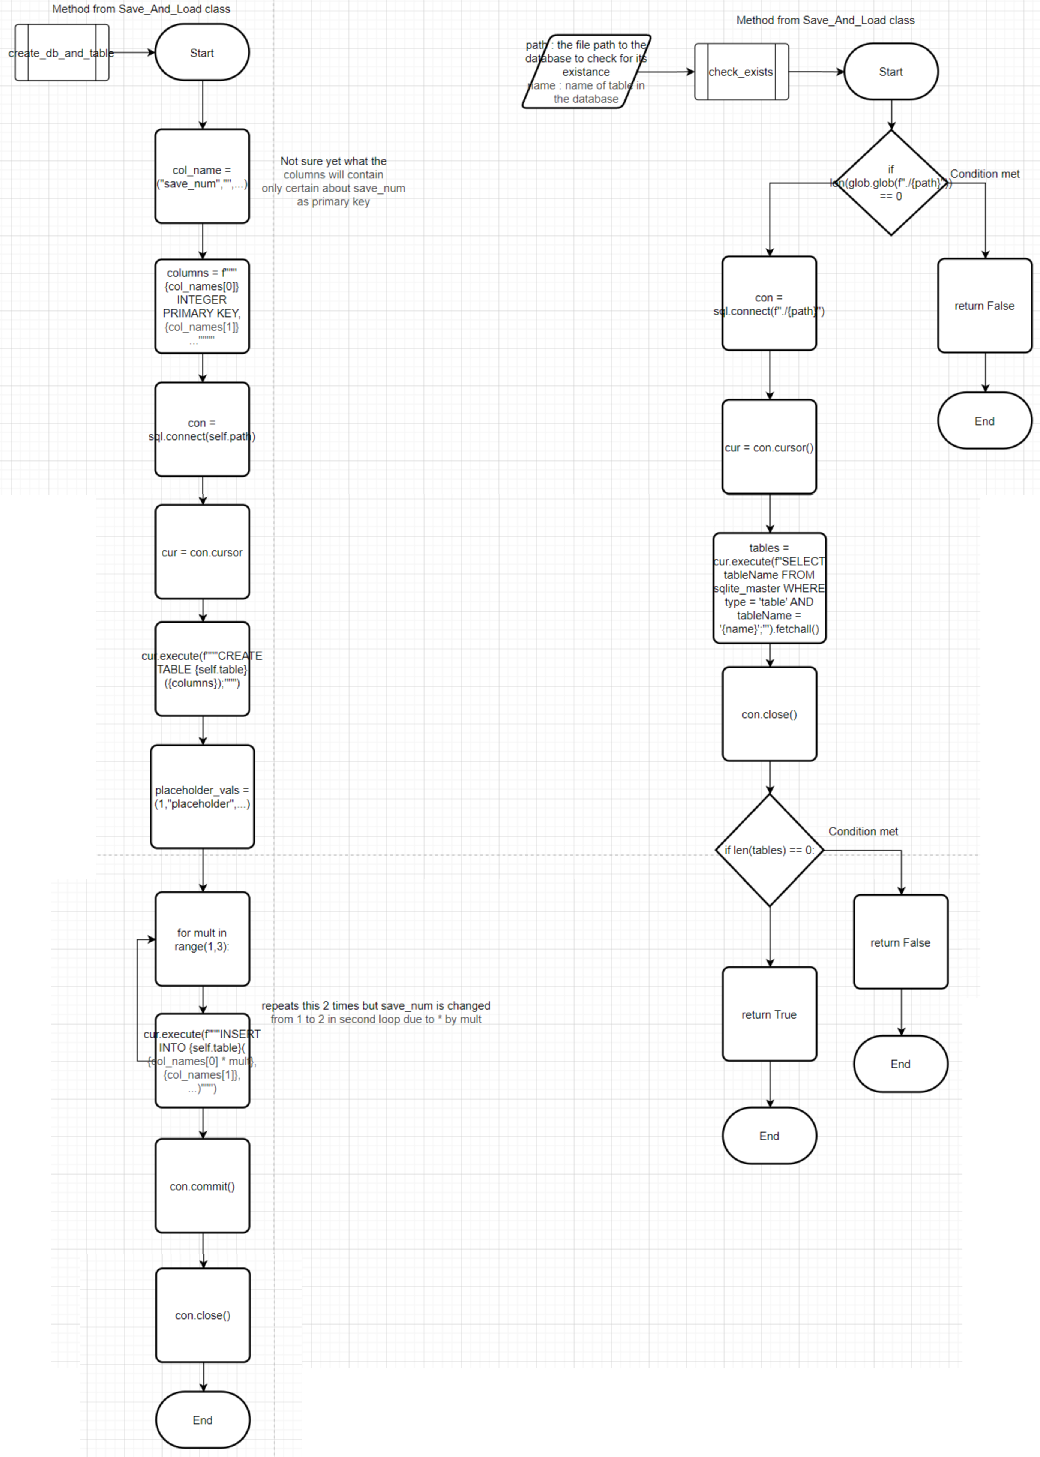 Method from Save_And_Load class
create_db_and_table
Start
col_name =
("save_num","",...)
Not sure yet what the
columns will contain
only certain about save_num
as primary key
columns = f"""
{col_names[0]}
INTEGER
PRIMARY KEY,
{col_names[1]}
..."""""
con =
sql.connect(self.path)
cur = con.cursor
cur.execute(f"""CREATE
TABLE {self.table}
({columns});""")
placeholder_vals =
(1,"placeholder",...)
for mult in
range(1,3):
repeats this 2 times but save_num is changed
from 1 to 2 in second loop due to * by mult
cur.execute(f"""INSERT
INTO {self.table}(
{col_names[0] * mult},
{col_names[1]},
...)""")
con.commit()
con.close()
End
Method from Save_And_Load class
path : the file path to the
database to check for its
existance
name : name of table in
the database
check_exists
Start
if
len(glob.glob(f"./{path}"))
== 0
Condition met
return False
End
con =
sql.connect(f"./{path}")
cur = con.cursor()
tables =
cur.execute(f"SELECT
tableName FROM
sqlite_master WHERE
type = 'table' AND
tableName =
'{name}';"").fetchall()
con.close()
if len(tables) == 0:
Condition met
return False
End
return True
End